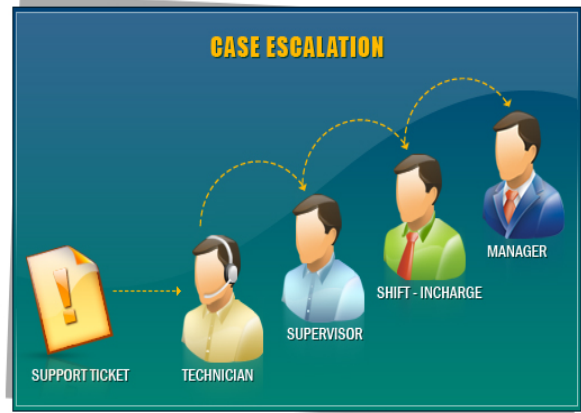 CASE ESCALATION
MANAGER
SHIFT - INCHARGE
SUPERVISOR
SUPPORT TICKET
TECHNICIAN